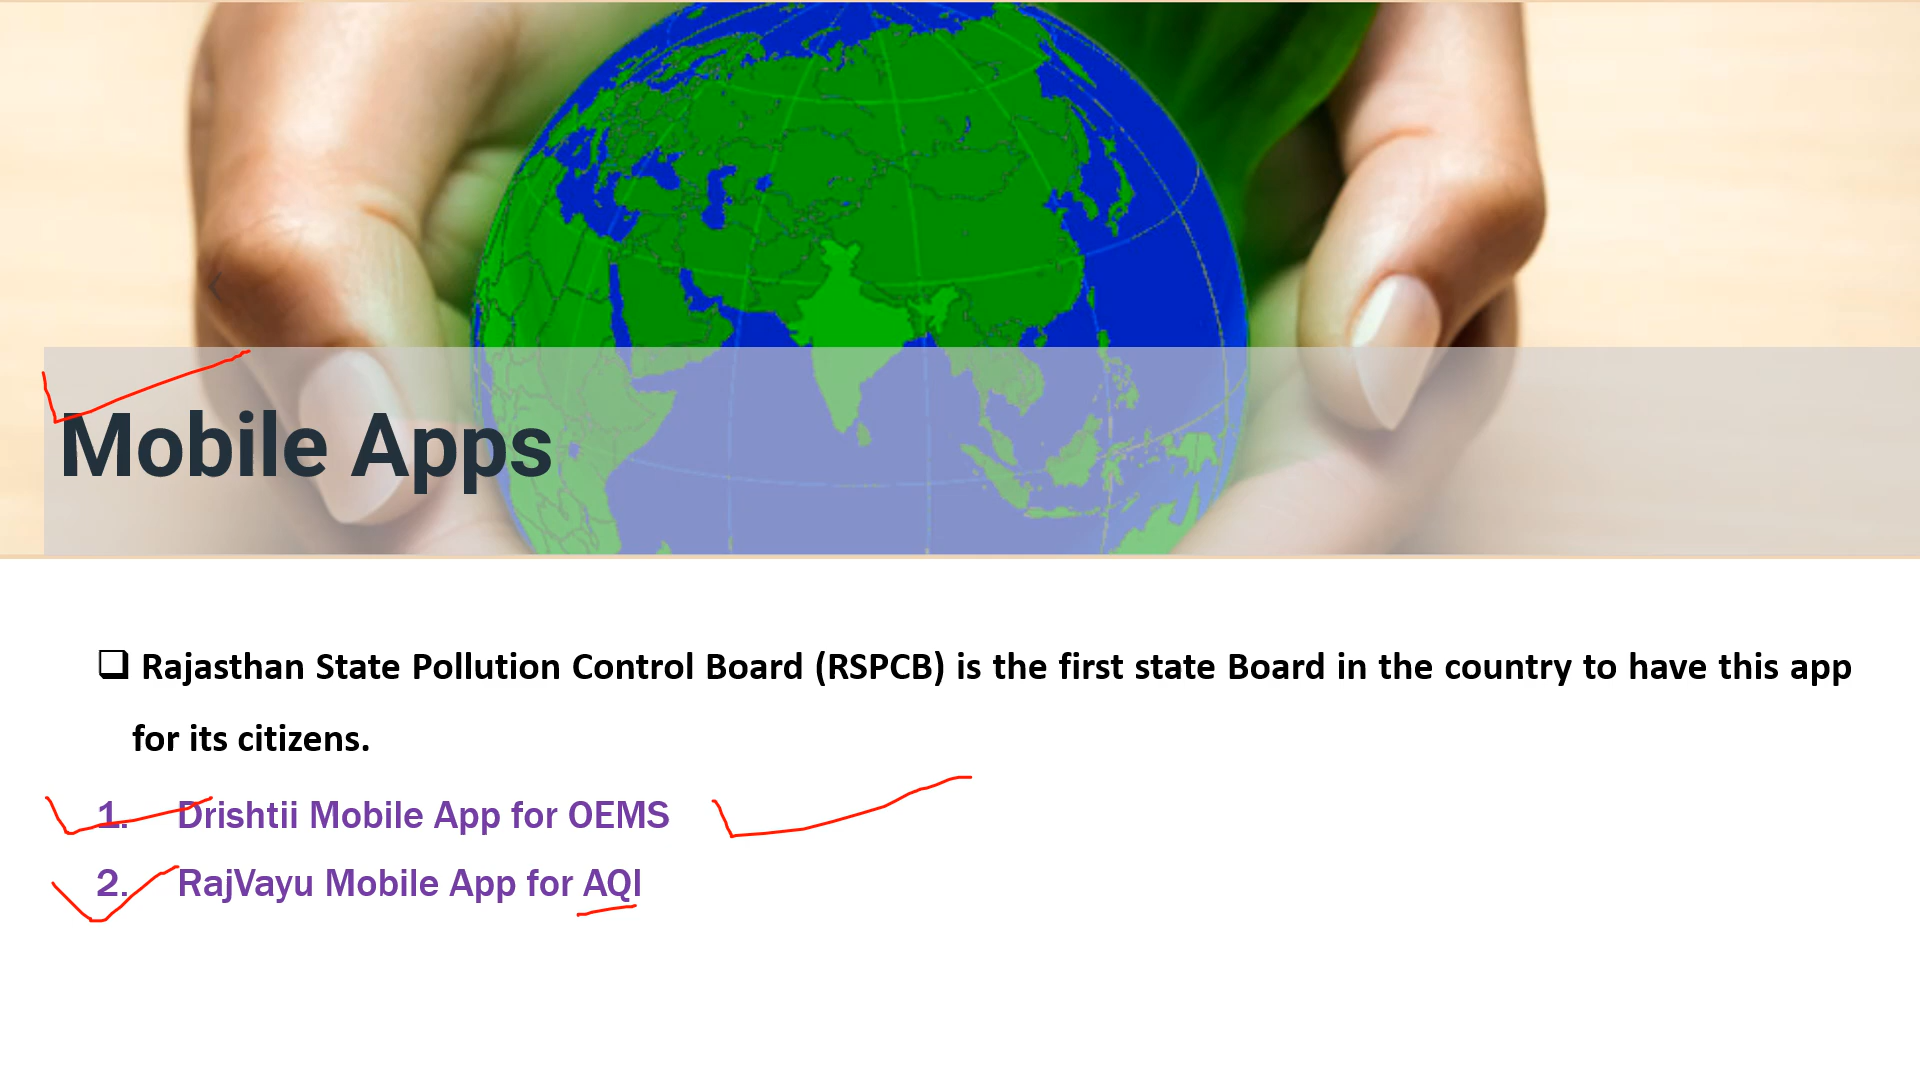 Mobile Apps
Rajasthan State Pollution Control Board (RSPCB) is the first state Board in the country to have this app
for its citizens.
1. Drishtii Mobile App for OEMS
2. RajVayu Mobile App for AQI